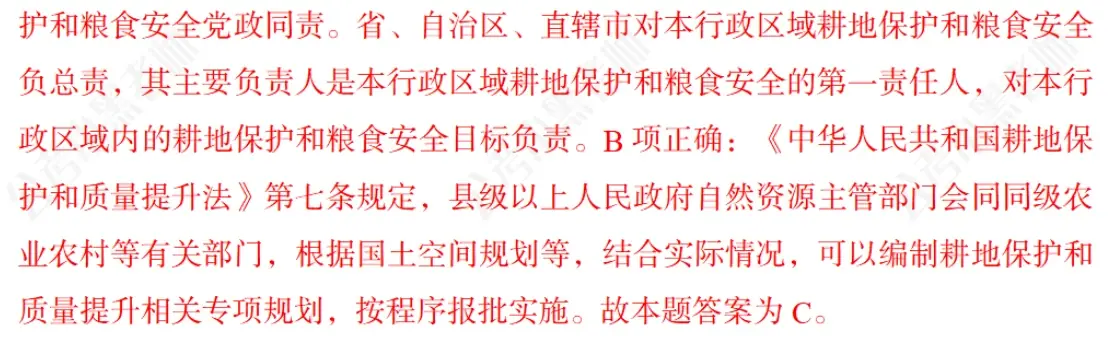 护和粮食安全党政同责。省、自治区、直辖市对本行政区域耕地保护和粮食安全
负总责，其主要负责人是本行政区域耕地保护和粮食安全的第一责任人，对本行
政区域内的耕地保护和粮食安全目标负责。B 项正确：《中华人民共和国耕地保
护和质量提升法》第七条规定，县级以上人民政府自然资源主管部门会同同级农
业农村等有关部门，根据国土空间规划等，结合实际情况，可以编制耕地保护和
质量提升相关专项规划，按程序报批实施。故本题答案为 C。